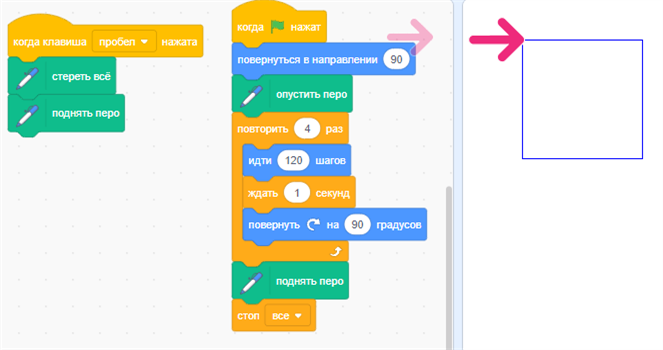 когда клавиша пробел нажата
стереть всё
поднять перо
когда нажат
повернуться в направлении 90
опустить перо
повторить 4 раз
идти 120 шагов
ждать 1 секунд
повернуть на 90 градусов
поднять перо
стоп все